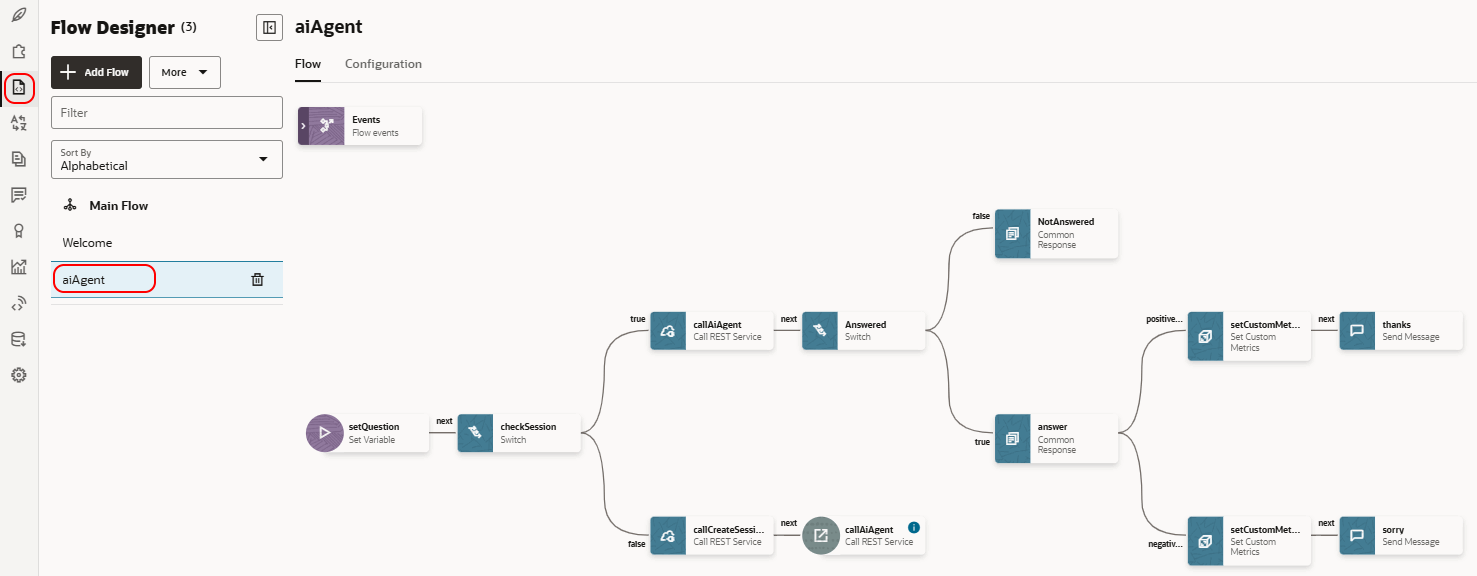 Flow Designer (3)
Add Flow
More
Filter
Sort By
Alphabetical
Main Flow
Welcome
aiAgent
aiAgent
Flow
Configuration
Events
Flow events
false
NotAnswered
Common
Response
true
callAiAgent
Call REST Service
next
Answered
Switch
positive...
setCustomMet...
Set Custom
Metrics
next
thanks
Send Message
setQuestion
Set Variable
next
checkSession
Switch
true
answer
Common
Response
false
callCreateSessi...
Call REST Service
next
callAiAgent
Call REST Service
negativ...
setCustomMet...
Set Custom
Metrics
next
sorry
Send Message